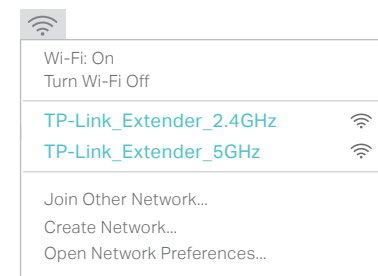 Wi-Fi: On
Turn Wi-Fi Off
TP-Link_Extender_2.4GHz
TP-Link_Extender_5GHz
Join Other Network...
Create Network...
Open Network Preferences...